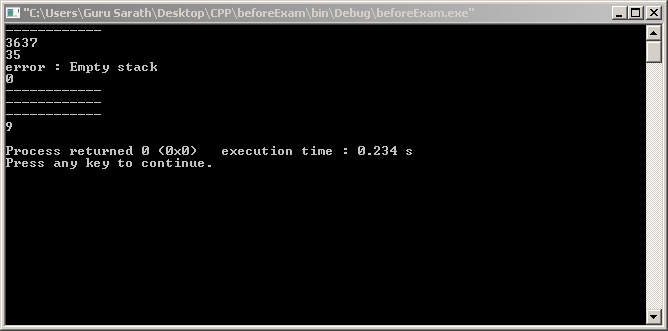 "C:\Users\Guru Sarath\Desktop\CPP\beforeExam\bin\Debug\beforeExam.exe"
------------
3637
35
error : Empty stack
0
------------
------------
------------
9
Process returned 0 (0x0)   execution time : 0.234 s
Press any key to continue.